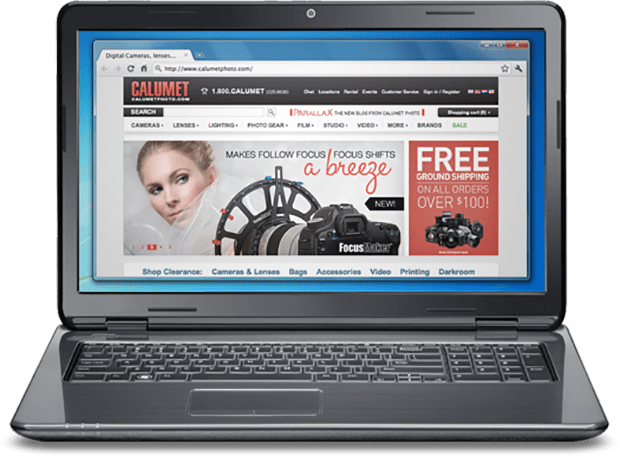 Digital Cameras, lenses...
http://www.calumetphoto.com/
CALUMET
CALUMETPHOTO.COM
1.800.CALUMET (225.8638)
Chat Locations Rental Events Customer Service Sign in / Register
SEARCH
PARALLAX THE NEW BLOG FROM CALUMET PHOTO
Shopping cart (0)
CAMERAS LENSES LIGHTING PHOTO GEAR FILM STUDIO VIDEO MORE BRANDS SALE
MAKES FOLLOW FOCUS / FOCUS SHIFTS
a breeze
NEW!
FocusMaker
FREE
GROUND SHIPPING
ON ALL ORDERS
OVER $100!
Shop Clearance: Cameras & Lenses Bags Accessories Video Printing Darkroom